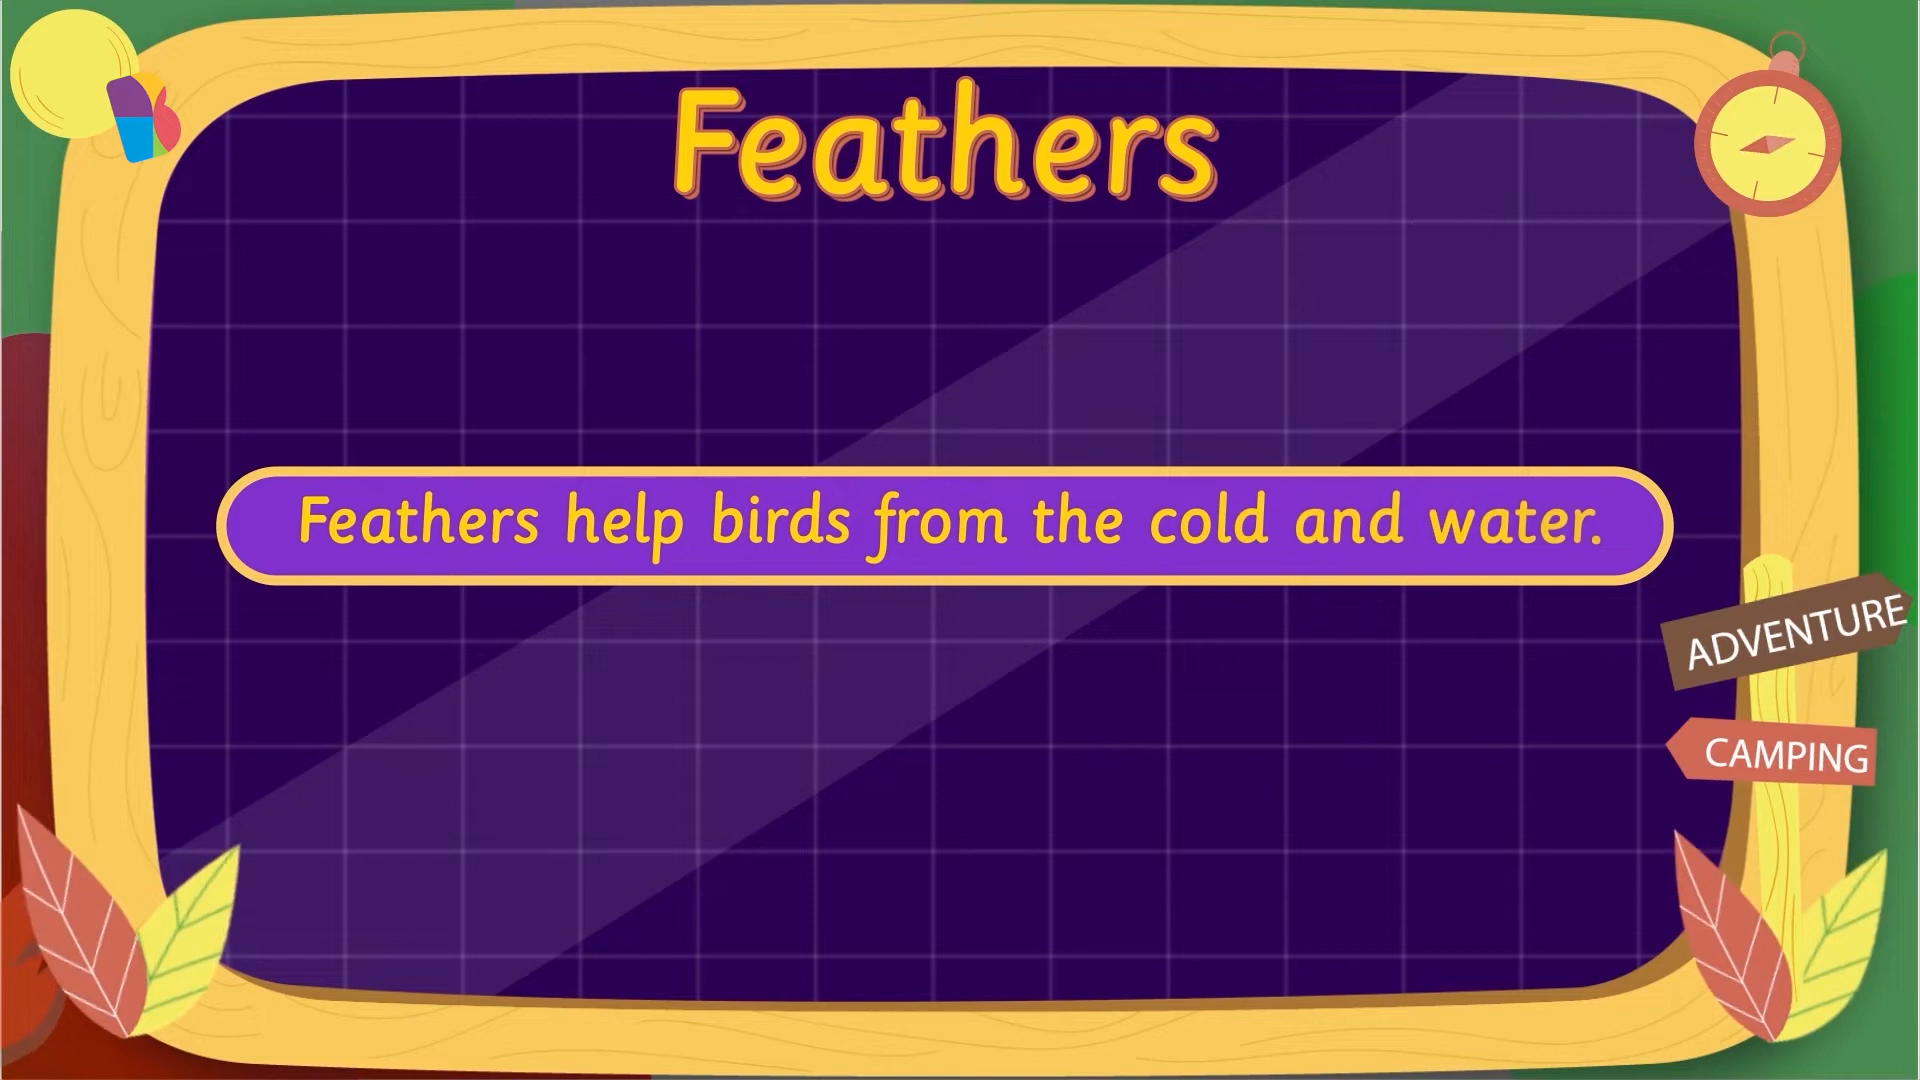 Feathers
Feathers help birds from the cold and water.
ADVENTURE
CAMPING